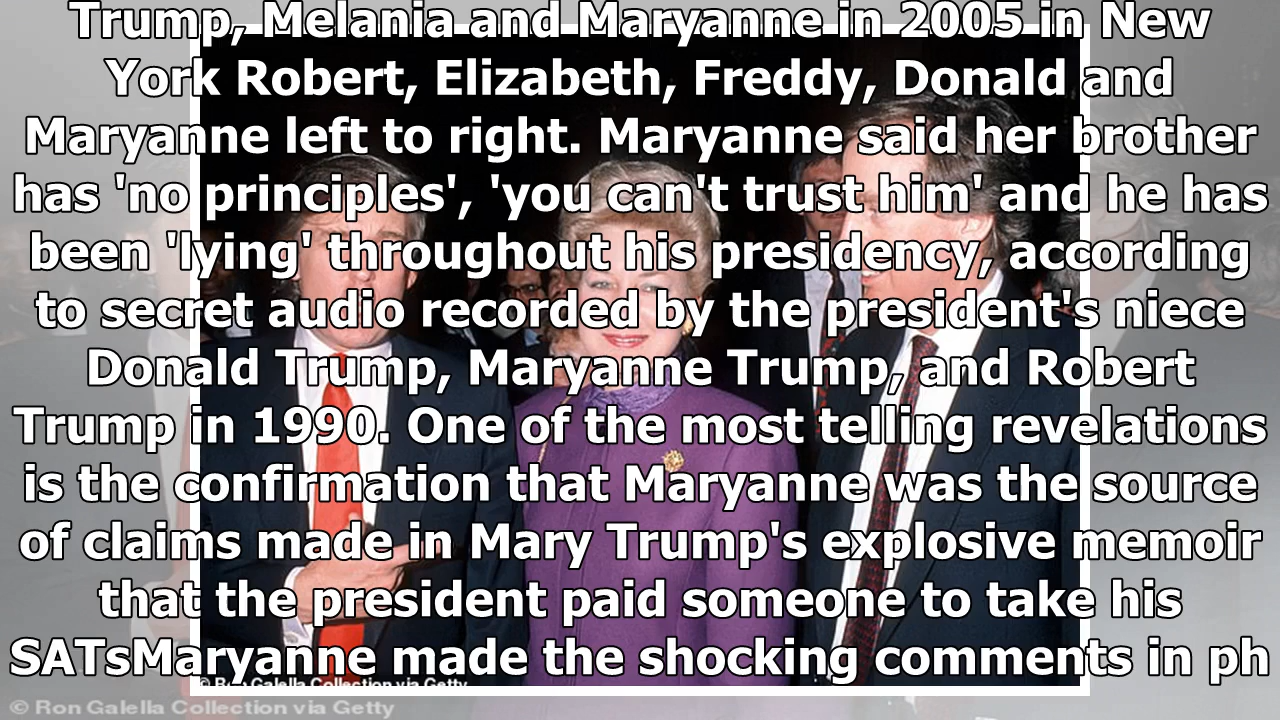 Trump, Melania and Maryanne in 2005 in New
York Robert, Elizabeth, Freddy, Donald and
Maryanne left to right. Maryanne said her brother
has 'no principles', 'you can't trust him' and he has
been 'lying' throughout his presidency, according
to secret audio recorded by the president's niece
Donald Trump, Maryanne Trump, and Robert
Trump in 1990. One of the most telling revelations
is the confirmation that Maryanne was the source
of claims made in Mary Trump's explosive memoir
that the president paid someone to take his
SATsMaryanne made the shocking comments in ph
© Ron Galella Collection via Getty
© Ron Galella Collection via Getty